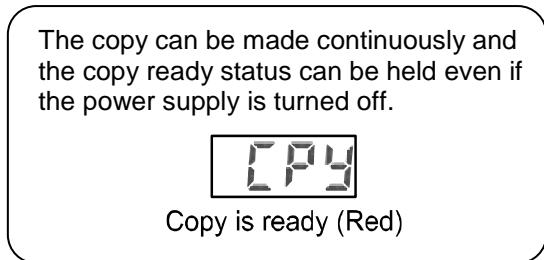 The copy can be made continuously and
the copy ready status can be held even if
the power supply is turned off.
CPY
Copy is ready (Red)